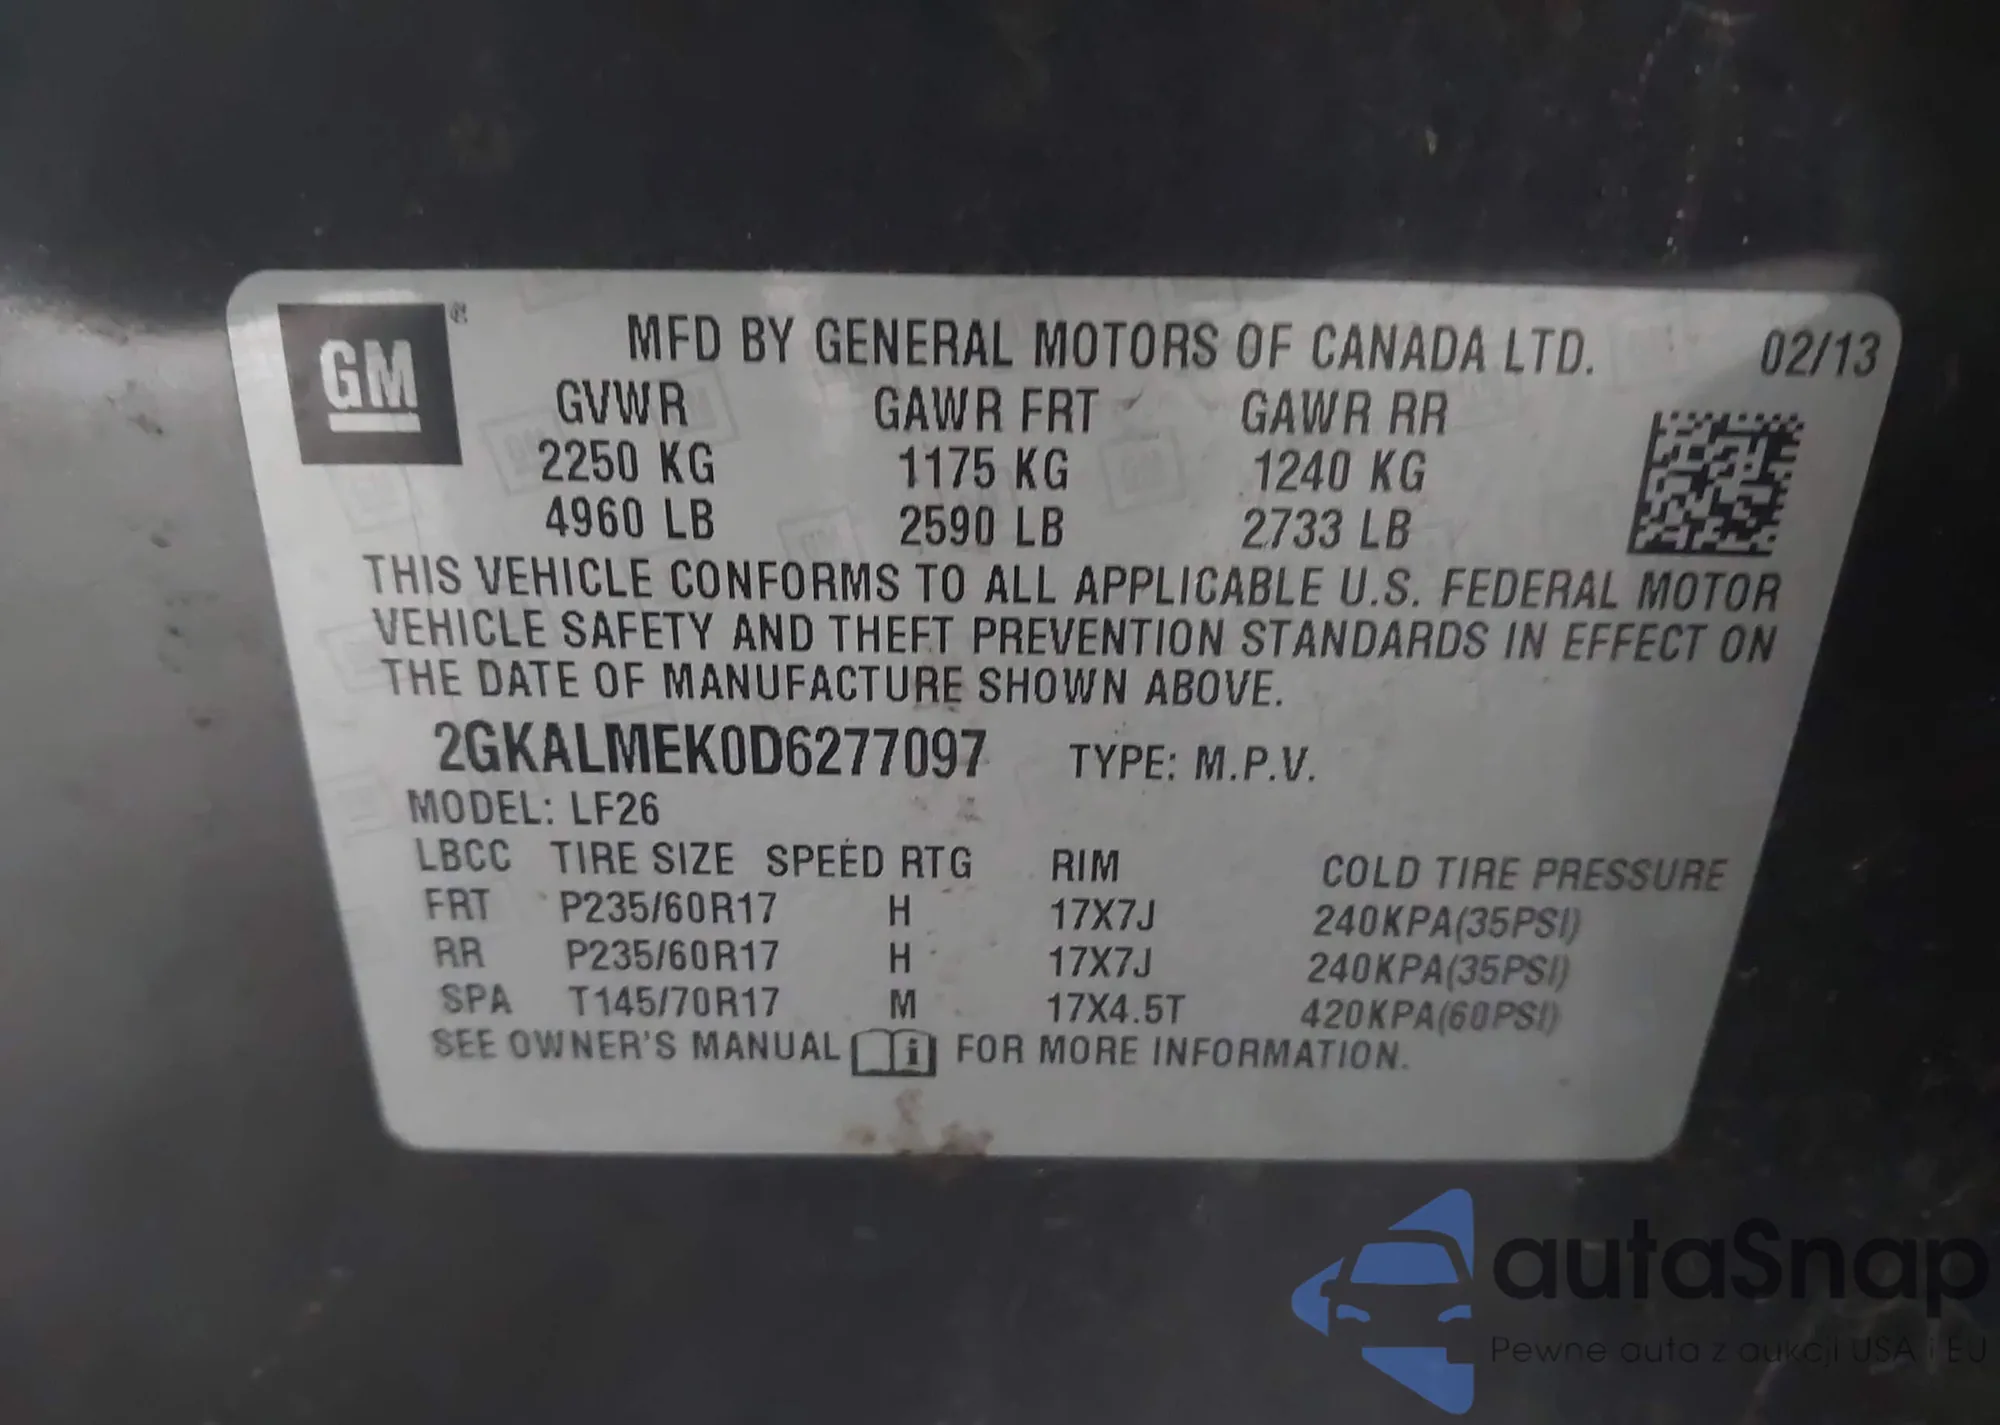 GM ®
MFD BY GENERAL MOTORS OF CANADA LTD. 02/13
GVWR GAWR FRT GAWR RR
2250 KG 1175 KG 1240 KG
4960 LB 2590 LB 2733 LB
THIS VEHICLE CONFORMS TO ALL APPLICABLE U.S. FEDERAL MOTOR
VEHICLE SAFETY AND THEFT PREVENTION STANDARDS IN EFFECT ON
THE DATE OF MANUFACTURE SHOWN ABOVE.
2GKALMEK0D6277097 TYPE: M.P.V.
MODEL: LF26
LBCC TIRE SIZE SPEED RTG RIM COLD TIRE PRESSURE
FRT P235/60R17 H 17X7J 240KPA(35PSI)
RR P235/60R17 H 17X7J 240KPA(35PSI)
SPA T145/70R17 M 17X4.5T 420KPA(60PSI)
SEE OWNER'S MANUAL i FOR MORE INFORMATION.
autaSnap
Pewne auta z aukcji USA i EU